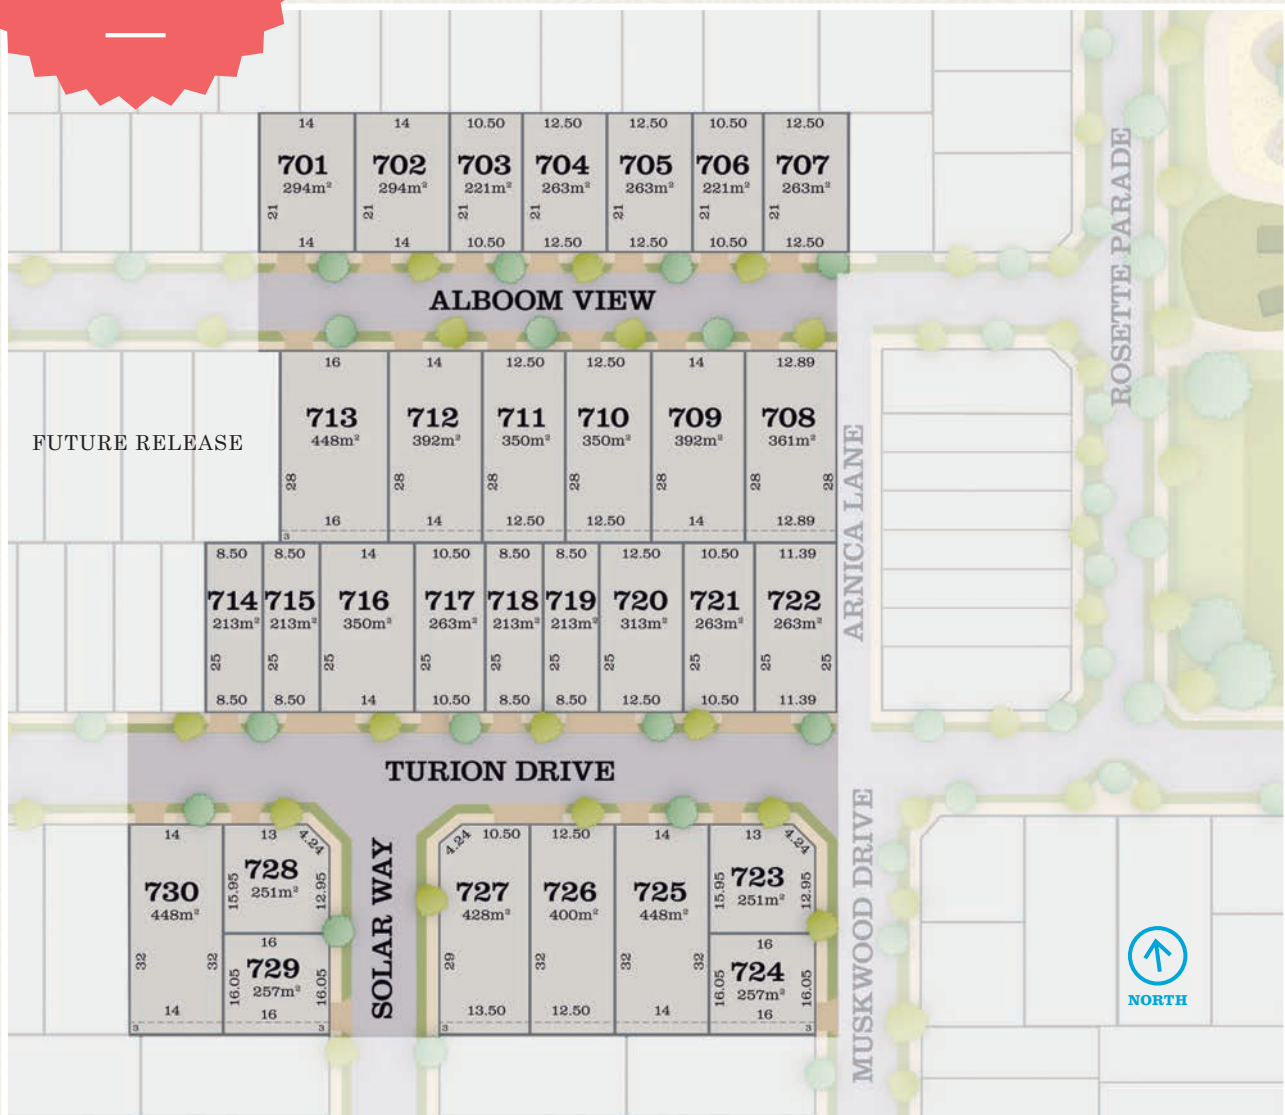 14 14 10.50 12.50 12.50 10.50 12.50
701 702 703 704 705 706 707
294m² 294m² 221m² 263m² 263m² 221m² 263m²
21 21 21 21 21 21 21
14 14 10.50 12.50 12.50 10.50 12.50
ALBOOM VIEW
ROSETTE PARADE
16 14 12.50 12.50 14 12.89
713 712 711 710 709 708
448m² 392m² 350m² 350m² 392m² 361m²
FUTURE RELEASE
28 28 28 28 28 28 28
16 14 12.50 12.50 14 12.89
3
ARNICA LANE
8.50 8.50 14 10.50 8.50 8.50 12.50 10.50 11.39
714 715 716 717 718 719 720 721 722
213m² 213m² 350m² 263m² 213m² 213m² 313m² 263m² 263m²
25 25 25 25 25 25 25 25 25 25
8.50 8.50 14 10.50 8.50 8.50 12.50 10.50 11.39
TURION DRIVE
14 13 4.24 4.24 10.50 12.50 14 13 4.24
730 728 727 726 725 723
448m² 251m² 428m² 400m² 448m² 251m²
15.95 12.95 15.95 12.95
SOLAR WAY
MUSKWOOD DRIVE
16 16
729 724
257m² 257m²
32 32 16.05 16.05 29 32 32 32 16.05 16.05
14 16 13.50 12.50 14 16
3 3 3 3
NORTH